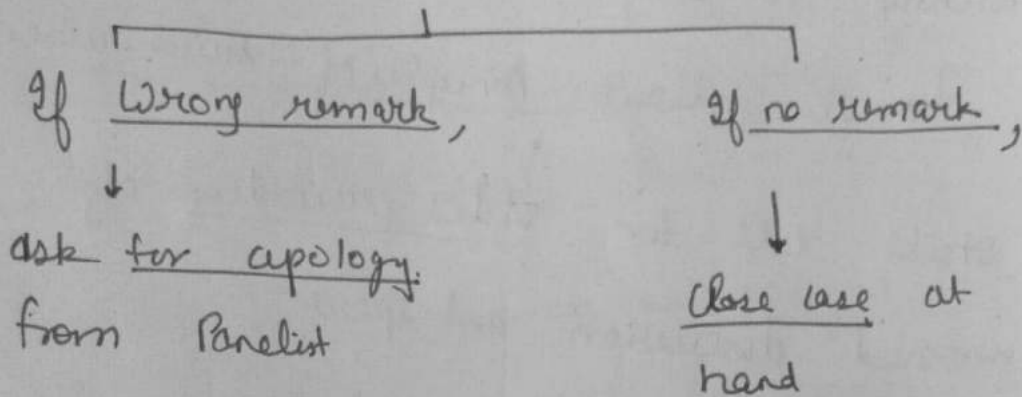 If Wrong remark,
If no remark,
ask for apology.
from Panelist
Close case at
hand